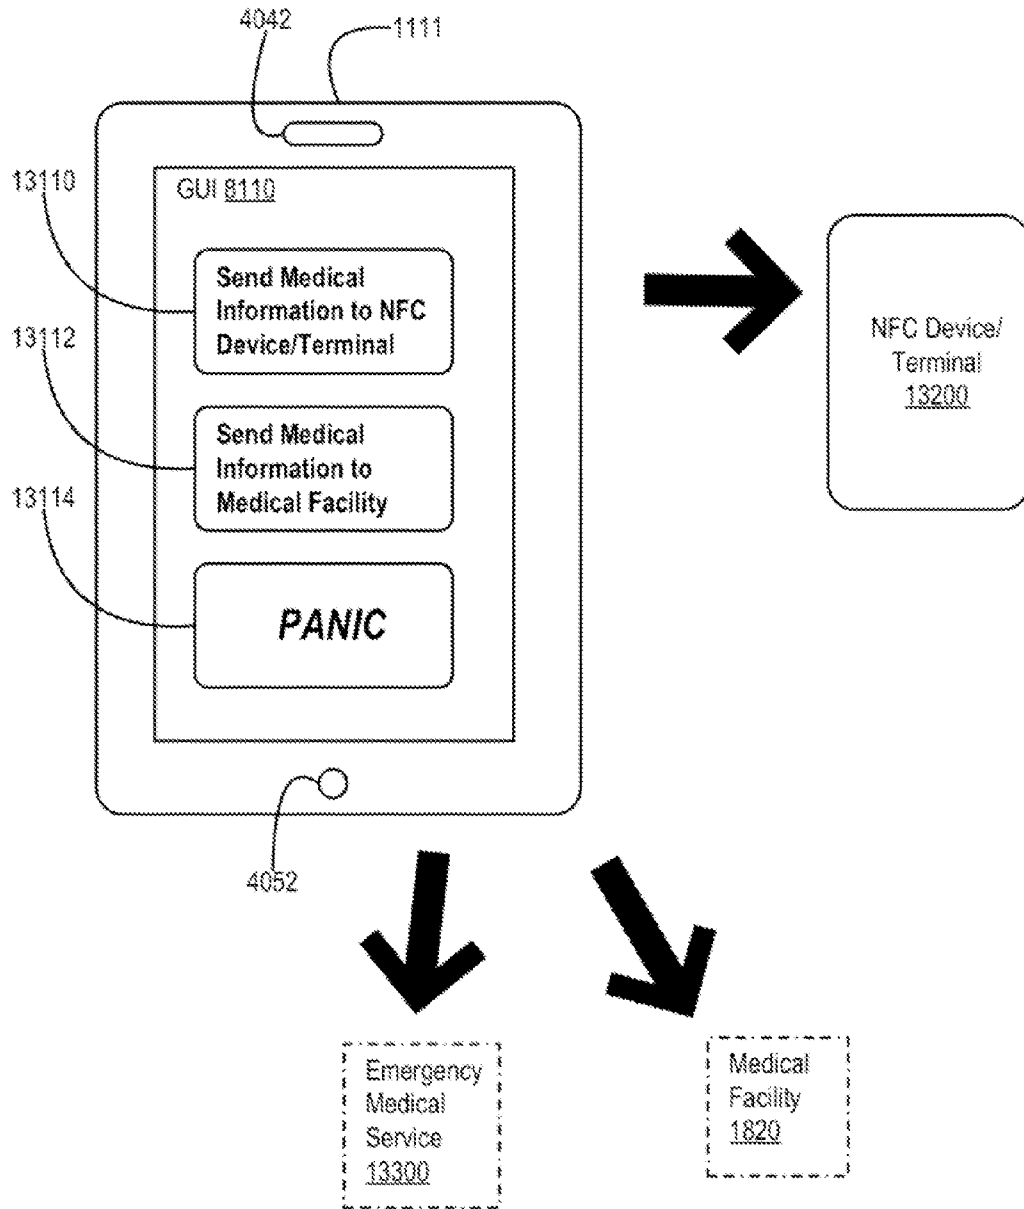 4042
1111
13110
GUI 8110
Send Medical
Information to NFC
Device/Terminal
13112
Send Medical
Information to
Medical Facility
13114
PANIC
4052
NFC Device/
Terminal
13200
Emergency
Medical
Service
13300
Medical
Facility
1820